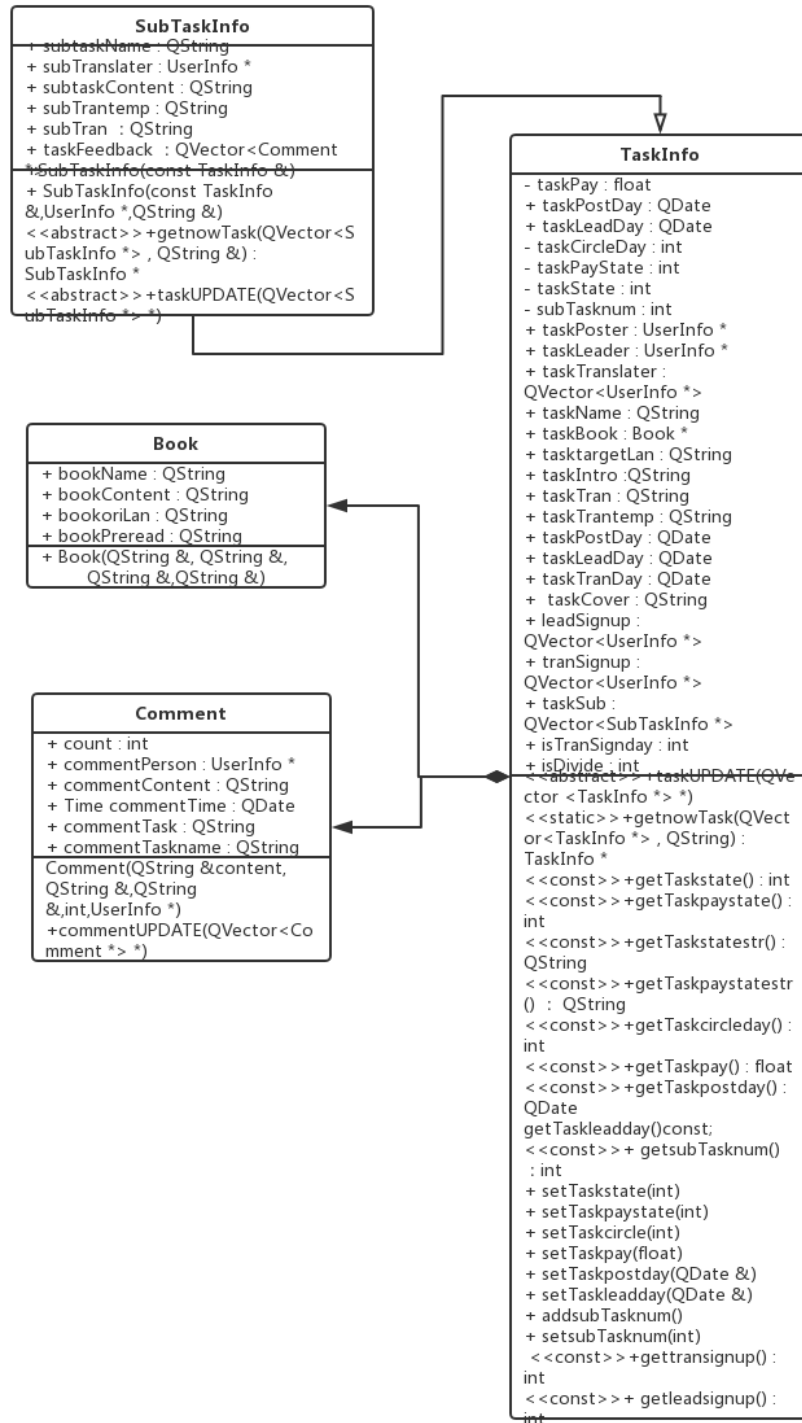 SubTaskInfo
+ subtaskName : QString
+ subTranslater : UserInfo *
+ subtaskContent : QString
+ subTrantemp : QString
+ subTran : QString
+ taskFeedback : QVector<Comment
*>
+ SubTaskInfo(const TaskInfo &)
+ SubTaskInfo(const TaskInfo
&,UserInfo *,QString &)
<<abstract>>+getnowTask(QVector<S
ubTaskInfo *> , QString &) :
SubTaskInfo *
<<abstract>>+taskUPDATE(QVector<S
ubTaskInfo *> *)
Book
+ bookName : QString
+ bookContent : QString
+ bookoriLan : QString
+ bookPreread : QString
+ Book(QString &, QString &,
QString &,QString &)
Comment
+ count : int
+ commentPerson : UserInfo *
+ commentContent : QString
+ Time commentTime : QDate
+ commentTask : QString
+ commentTaskname : QString
Comment(QString &content,
QString &,QString
&,int,UserInfo *)
+commentUPDATE(QVector<Co
mment *> *)
TaskInfo
- taskPay : float
+ taskPostDay : QDate
+ taskLeadDay : QDate
- taskCircleDay : int
- taskPayState : int
- taskState : int
- subTasknum : int
+ taskPoster : UserInfo *
+ taskLeader : UserInfo *
+ taskTranslater :
QVector<UserInfo *>
+ taskName : QString
+ taskBook : Book *
+ tasktargetLan : QString
+ taskIntro :QString
+ taskTran : QString
+ taskTrantemp : QString
+ taskPostDay : QDate
+ taskLeadDay : QDate
+ taskTranDay : QDate
+ taskCover : QString
+ leadSignup :
QVector<UserInfo *>
+ tranSignup :
QVector<UserInfo *>
+ taskSub :
QVector<SubTaskInfo *>
+ isTranSignday : int
+ isDivide : int
<<abstract>>+taskUPDATE(QVe
ctor <TaskInfo *> *)
<<static>>+getnowTask(QVect
or<TaskInfo *> , QString) :
TaskInfo *
<<const>>+getTaskstate() : int
<<const>>+getTaskpaystate() :
int
<<const>>+getTaskstatestr() :
QString
<<const>>+getTaskpaystatestr
() : QString
<<const>>+getTaskcircleday() :
int
<<const>>+getTaskpay() : float
<<const>>+getTaskpostday() :
QDate
getTaskleadday()const;
<<const>>+ getsubTasknum()
: int
+ setTaskstate(int)
+ setTaskpaystate(int)
+ setTaskcircle(int)
+ setTaskpay(float)
+ setTaskpostday(QDate &)
+ setTaskleadday(QDate &)
+ addsubTasknum()
+ setsubTasknum(int)
<<const>>+gettransignup() :
int
<<const>>+ getleadsignup() :
int